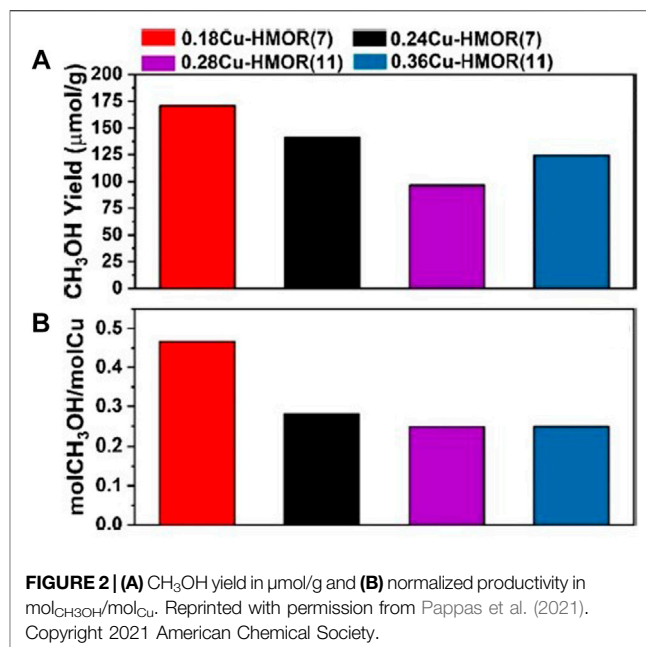 0.18Cu-HMOR(7) 0.24Cu-HMOR(7)
0.28Cu-HMOR(11) 0.36Cu-HMOR(11)
A
CH₃OH Yield (µmol/g)
200
175
150
125
100
75
50
25
0
B
molCH₃OH/molCu
0.5
0.4
0.3
0.2
0.1
0.0
FIGURE 2 | (A) CH₃OH yield in µmol/g and (B) normalized productivity in
mol_CH3OH/mol_Cu. Reprinted with permission from Pappas et al. (2021).
Copyright 2021 American Chemical Society.